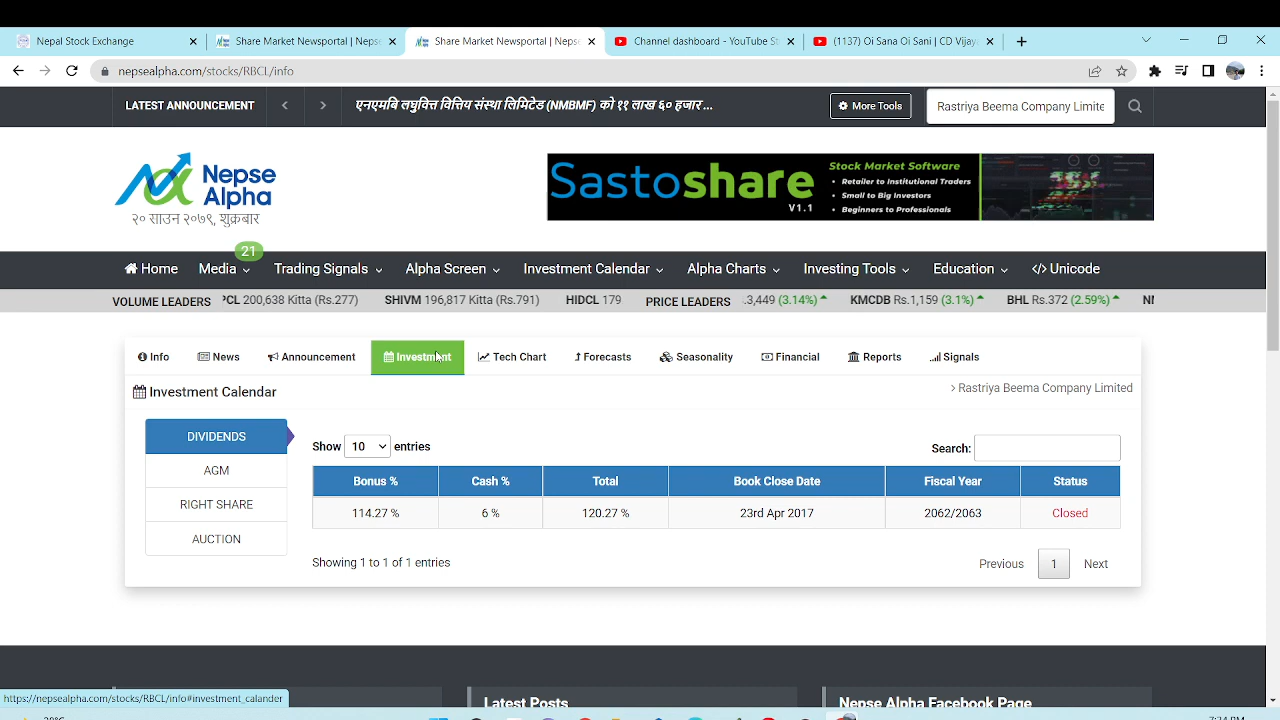 Nepal Stock Exchange
Share Market Newsportal | Nepse
Share Market Newsportal | Nepse
Channel dashboard - YouTube St
(1137) Oi Sana Oi Sani | CD Vijay
nepsealpha.com/stocks/RBCL/info
LATEST ANNOUNCEMENT
एनएमबि लघुवित्त वित्तिय संस्था लिमिटेड (NMBMF) को ११ लाख ६० हजार ...
More Tools
Rastriya Beema Company Limite
Nepse Alpha
२० साउन २०७९, शुक्रबार
Sastoshare
V1.1
Stock Market Software
• Retailer to Institutional Traders
• Small to Big Investors
• Beginners to Professionals
21
Home Media Trading Signals Alpha Screen Investment Calendar Alpha Charts Investing Tools Education </> Unicode
VOLUME LEADERS PCL 200,638 Kitta (Rs.277) SHIVM 196,817 Kitta (Rs.791) HIDCL 179 PRICE LEADERS 3,449 (3.14%) KMCDB Rs.1,159 (3.1%) BHL Rs.372 (2.59%)
Info News Announcement Investment Tech Chart Forecasts Seasonality Financial Reports Signals
Investment Calendar
> Rastriya Beema Company Limited
DIVIDENDS
AGM
RIGHT SHARE
AUCTION
Show 10 entries
Search:
Bonus % Cash % Total Book Close Date Fiscal Year Status
114.27 % 6 % 120.27 % 23rd Apr 2017 2062/2063 Closed
Showing 1 to 1 of 1 entries
Previous 1 Next
https://nepsealpha.com/stocks/RBCL/info#investment_calander
Latest Posts
Nepse Alpha Facebook Page